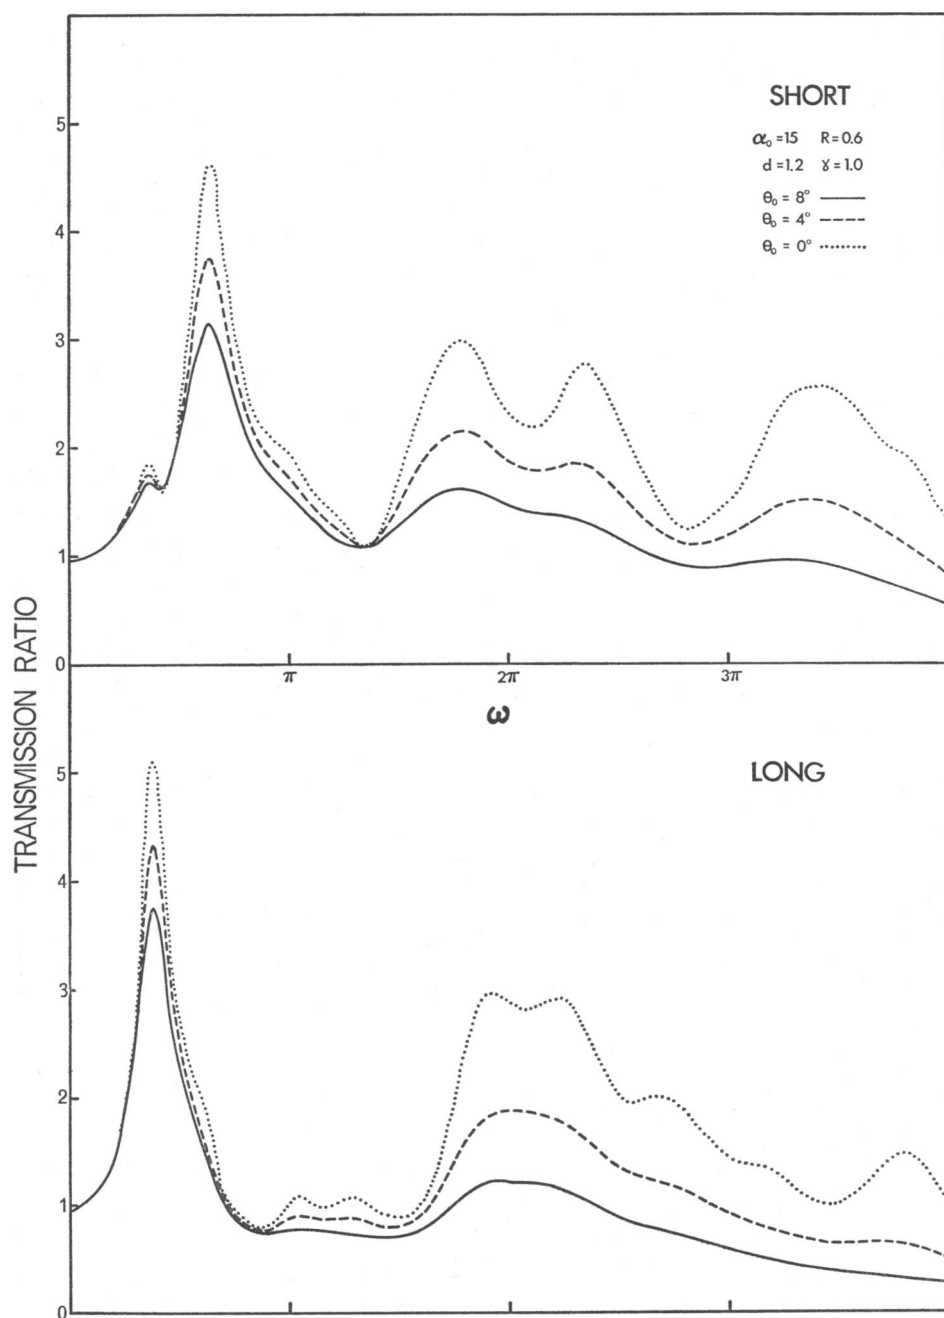 SHORT
α₀ = 15 R = 0.6
d = 1.2 γ = 1.0
θ₀ = 8°
θ₀ = 4°
θ₀ = 0°
5
4
3
2
1
0
π 2π 3π
ω
TRANSMISSION RATIO
LONG
5
4
3
2
1
0